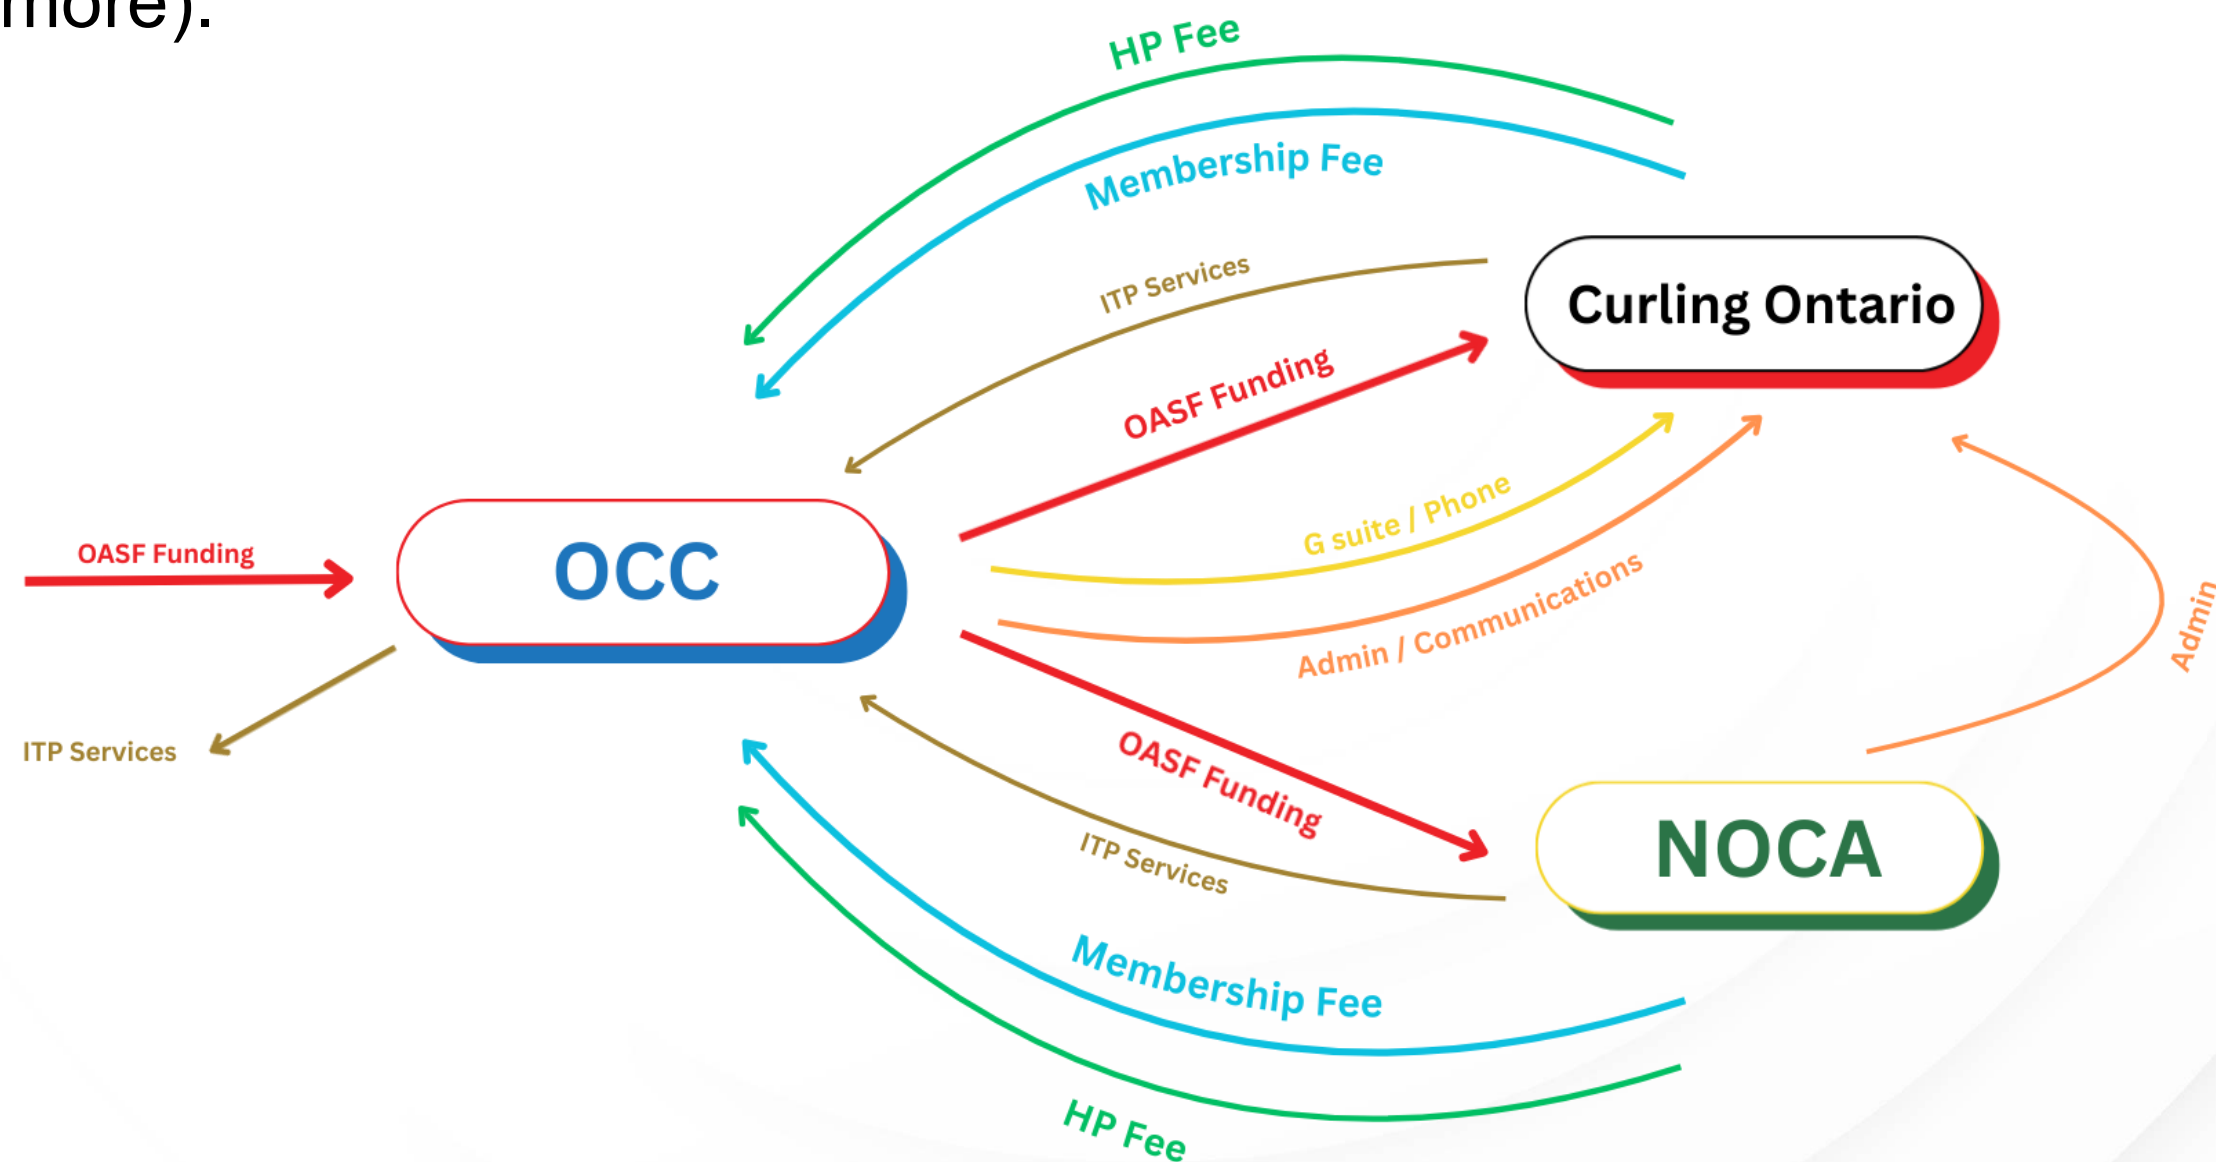 more).
HP Fee
Membership Fee
ITP Services
Curling Ontario
OASF Funding
G suite / Phone
OASF Funding
OCC
Admin / Communications
Admin
ITP Services
OASF Funding
ITP Services
NOCA
Membership Fee
HP Fee